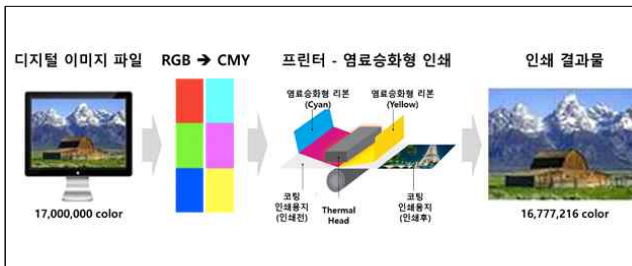 디지털 이미지 파일
RGB → CMY
프린터 - 염료승화형 인쇄
인쇄 결과물
염료승화형 리본
(Cyan)
염료승화형 리본
(Yellow)
코팅
인쇄용지
(인쇄전)
Thermal
Head
코팅
인쇄용지
(인쇄후)
17,000,000 color
16,777,216 color